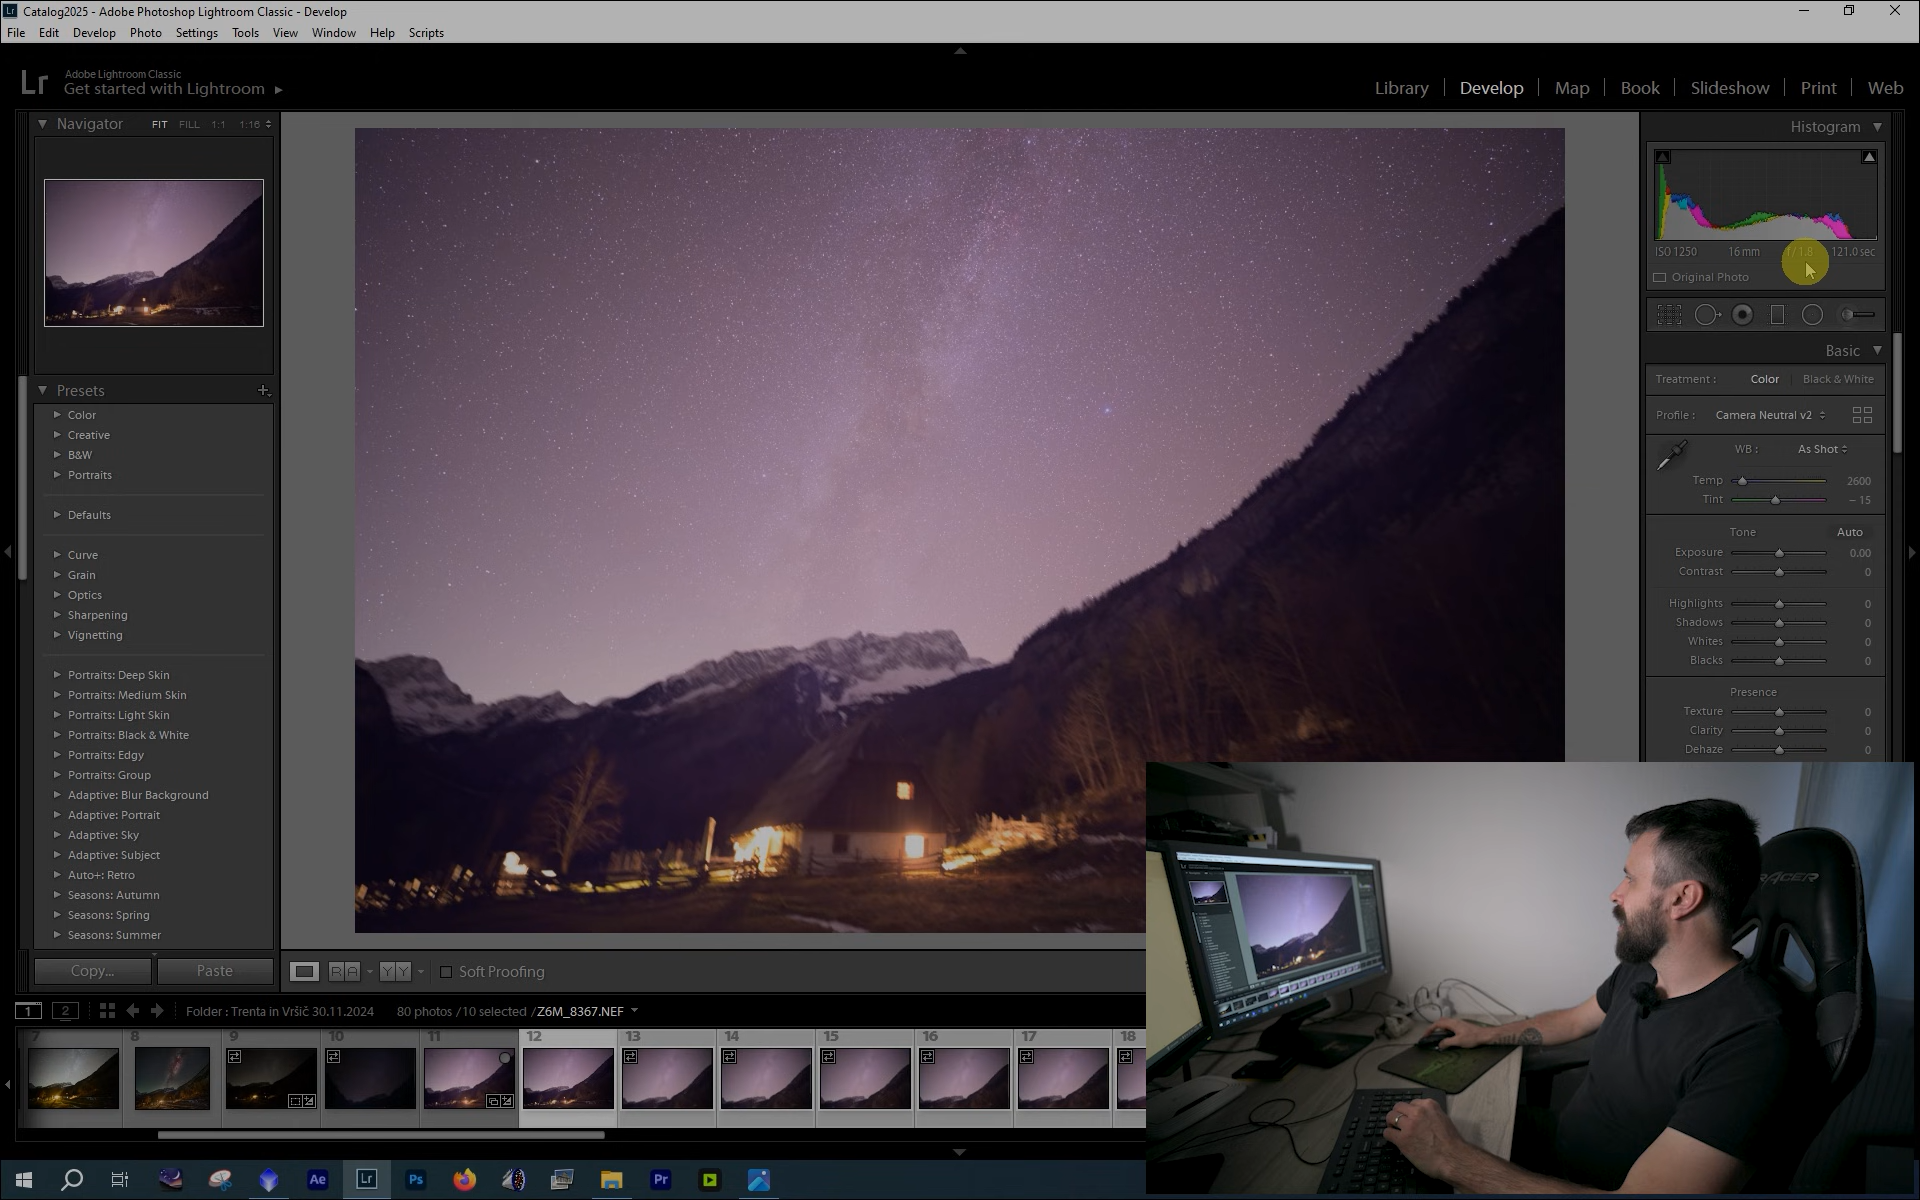 Lr Catalog2025 - Adobe Photoshop Lightroom Classic - Develop
File Edit Develop Photo Settings Tools View Window Help Scripts
Lr Adobe Lightroom Classic
Get started with Lightroom
Library Develop Map Book Slideshow Print Web
Navigator FIT FILL 1:1 1:16
Histogram
ISO 1250 16 mm f / 1.8 121.0 sec
Original Photo
Basic
Treatment : Color Black & White
Profile : Camera Neutral v2
WB : As Shot
Temp 2600
Tint – 15
Tone Auto
Exposure 0.00
Contrast 0
Highlights 0
Shadows 0
Whites 0
Blacks 0
Presence
Texture 0
Clarity 0
Dehaze 0
Presets
Color
Creative
B&W
Portraits
Defaults
Curve
Grain
Optics
Sharpening
Vignetting
Portraits: Deep Skin
Portraits: Medium Skin
Portraits: Light Skin
Portraits: Black & White
Portraits: Edgy
Portraits: Group
Adaptive: Blur Background
Adaptive: Portrait
Adaptive: Sky
Adaptive: Subject
Auto+: Retro
Seasons: Autumn
Seasons: Spring
Seasons: Summer
Copy... Paste
R A Y Y Soft Proofing
1 2 Folder : Trenta in Vršič 30.11.2024 80 photos / 10 selected / Z6M_8367.NEF
7 8 9 10 11 12 13 14 15 16 17 18
Ae Lr Ps Pr